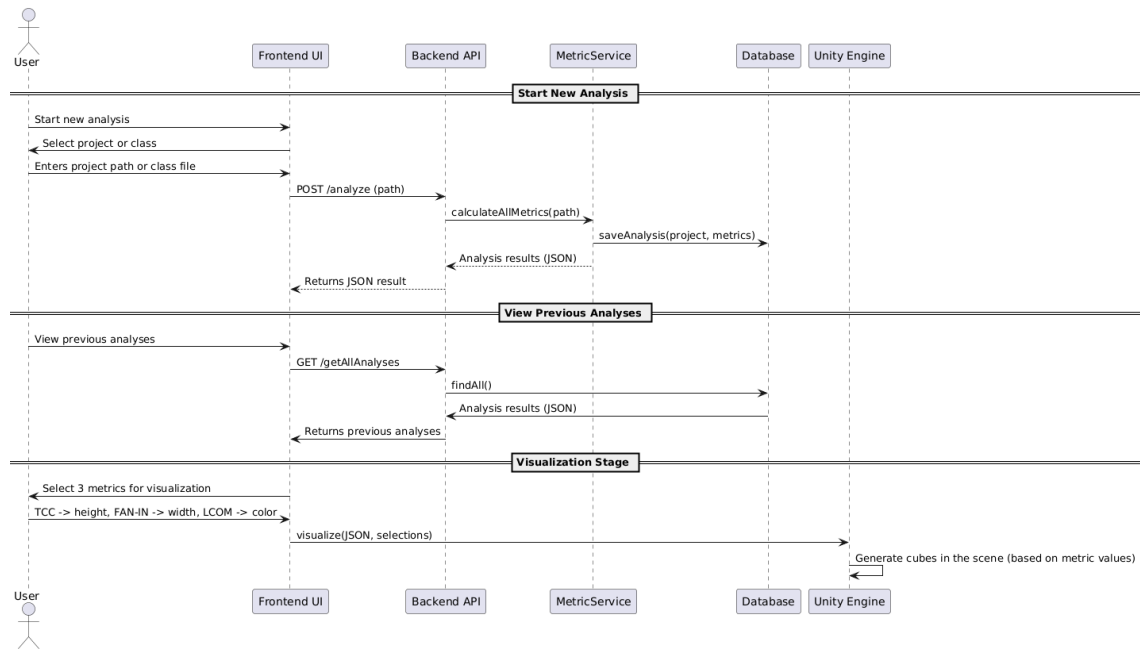 User
Frontend UI
Backend API
MetricService
Database
Unity Engine
Start New Analysis
Start new analysis
Select project or class
Enters project path or class file
POST /analyze (path)
calculateAllMetrics(path)
saveAnalysis(project, metrics)
Analysis results (JSON)
Returns JSON result
View Previous Analyses
View previous analyses
GET /getAllAnalyses
findAll()
Analysis results (JSON)
Returns previous analyses
Visualization Stage
Select 3 metrics for visualization
TCC -> height, FAN-IN -> width, LCOM -> color
visualize(JSON, selections)
Generate cubes in the scene (based on metric values)
User
Frontend UI
Backend API
MetricService
Database
Unity Engine